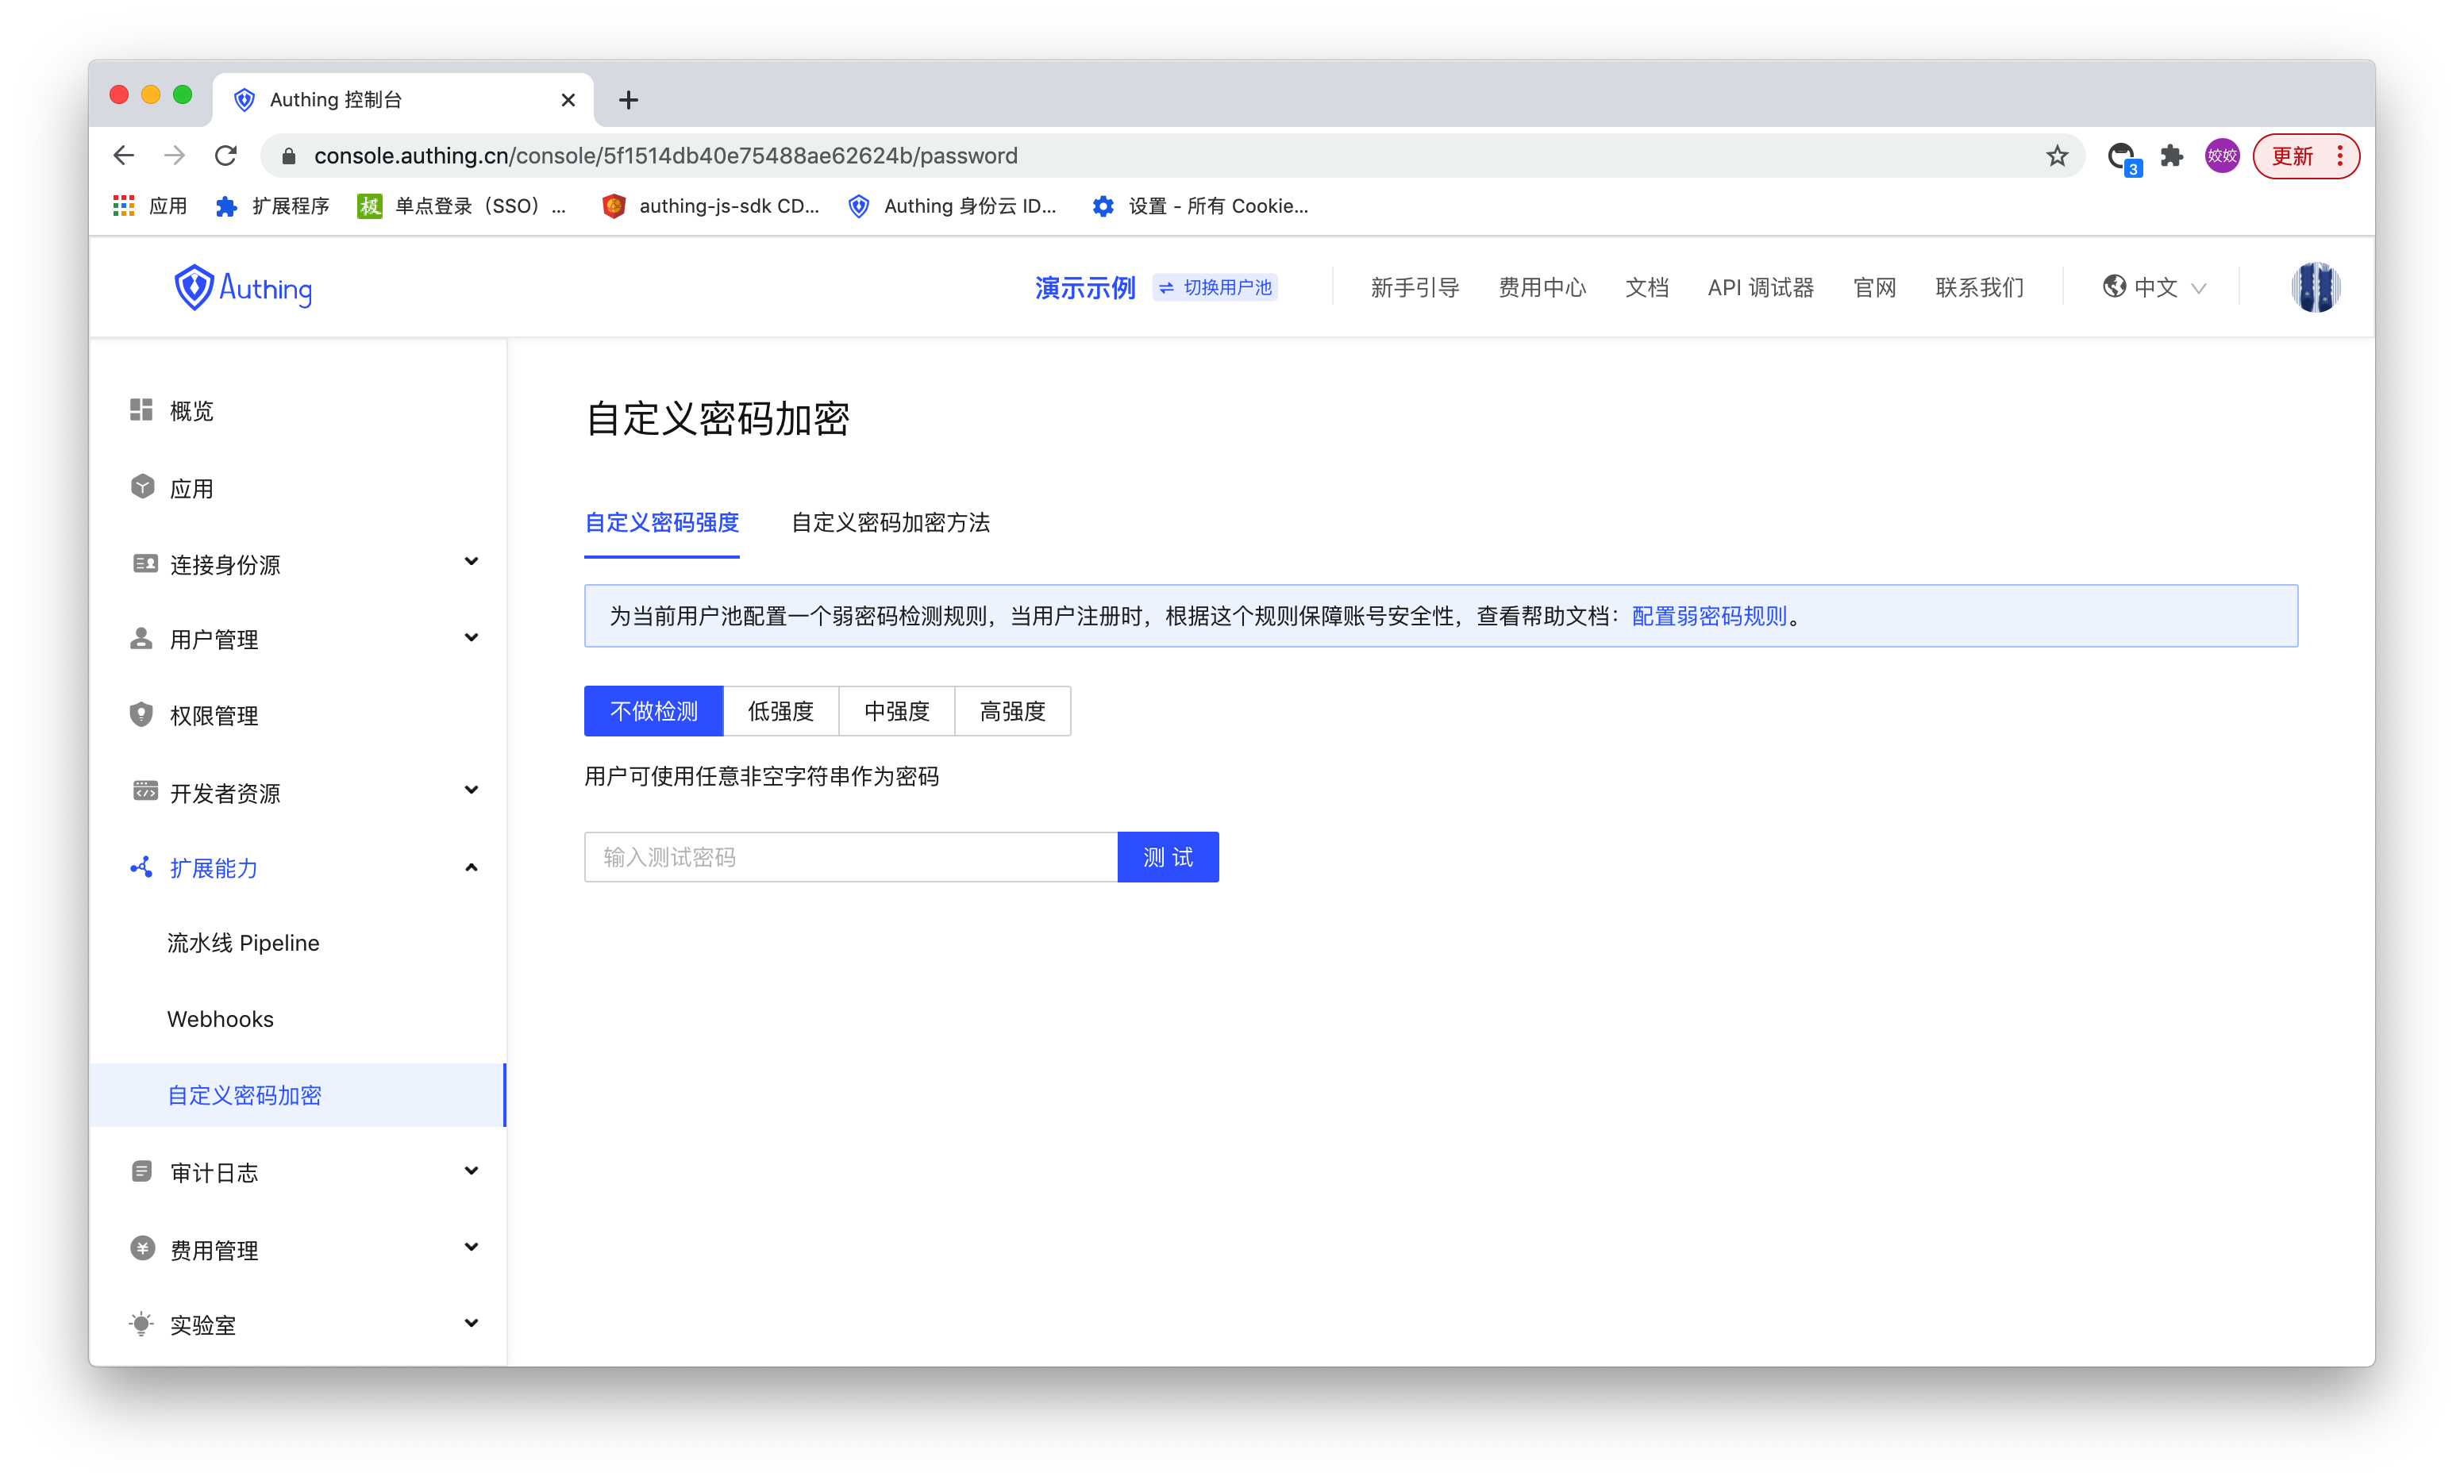 Authing 控制台
console.authing.cn/console/5f1514db40e75488ae62624b/password
3
姣姣
更新
应用
扩展程序
极
单点登录（SSO）...
authing-js-sdk CD...
Authing 身份云 ID...
设置 - 所有 Cookie...
Authing
演示示例
切换用户池
新手引导
费用中心
文档
API 调试器
官网
联系我们
中文
概览
应用
连接身份源
用户管理
权限管理
开发者资源
扩展能力
流水线 Pipeline
Webhooks
自定义密码加密
审计日志
费用管理
实验室
自定义密码加密
自定义密码强度
自定义密码加密方法
为当前用户池配置一个弱密码检测规则，当用户注册时，根据这个规则保障账号安全性，查看帮助文档：配置弱密码规则。
不做检测
低强度
中强度
高强度
用户可使用任意非空字符串作为密码
输入测试密码
测 试